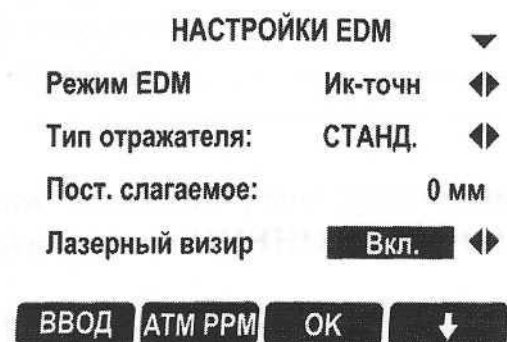 НАСТРОЙКИ EDM
Режим EDM Ик-точн
Тип отражателя: СТАНД.
Пост. слагаемое: 0 мм
Лазерный визир Вкл.
ВВОД ATM PPM OK